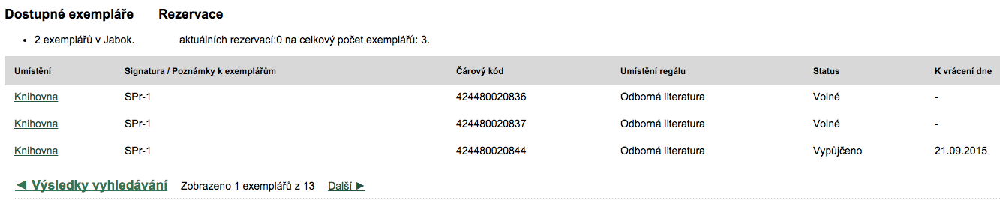 Dostupné exempláře Rezervace
• 2 exemplářů v Jabok. aktuálních rezervací:0 na celkový počet exemplářů: 3.
Umístění Signatura / Poznámky k exemplářům Čárový kód Umístění regálu Status K vrácení dne
Knihovna SPr-1 424480020836 Odborná literatura Volné -
Knihovna SPr-1 424480020837 Odborná literatura Volné -
Knihovna SPr-1 424480020844 Odborná literatura Vypůjčeno 21.09.2015
◄ Výsledky vyhledávání Zobrazeno 1 exemplářů z 13 Další ►